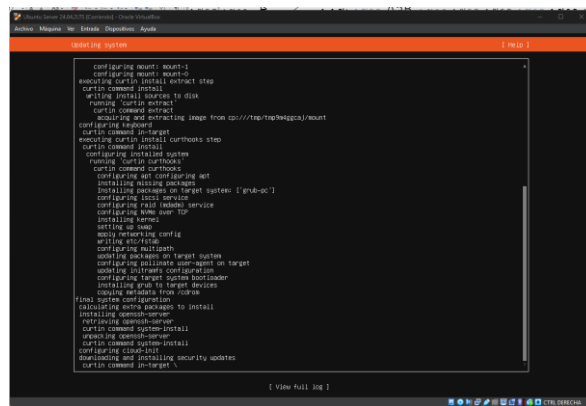 Ubuntu Server 24.04.3LTS [Corriendo] - Oracle VirtualBox
Archivo Máquina Ver Entrada Dispositivos Ayuda
Updating system [ Help ]
configuring mount: mount-1
configuring mount: mount-0
executing curtin install extract step
curtin command install
writing install sources to disk
running 'curtin extract'
curtin command extract
acquiring and extracting image from cp:///tmp/tmp9m4ggcaj/mount
configuring keyboard
curtin command in-target
executing curtin install curthooks step
curtin command install
configuring installed system
running 'curtin curthooks'
curtin command curthooks
configuring apt configuring apt
installing missing packages
Installing packages on target system: ['grub-pc']
configuring iscsi service
configuring raid (mdadm) service
configuring NVMe over TCP
installing kernel
setting up swap
apply networking config
writing etc/fstab
configuring multipath
updating packages on target system
configuring pollinate user-agent on target
updating initramfs configuration
configuring target system bootloader
installing grub to target devices
copying metadata from /cdrom
final system configuration
calculating extra packages to install
installing openssh-server
retrieving openssh-server
curtin command system-install
unpacking openssh-server
curtin command system-install
configuring cloud-init
downloading and installing security updates
curtin command in-target \
[ View full log ]
CTRL DERECHA